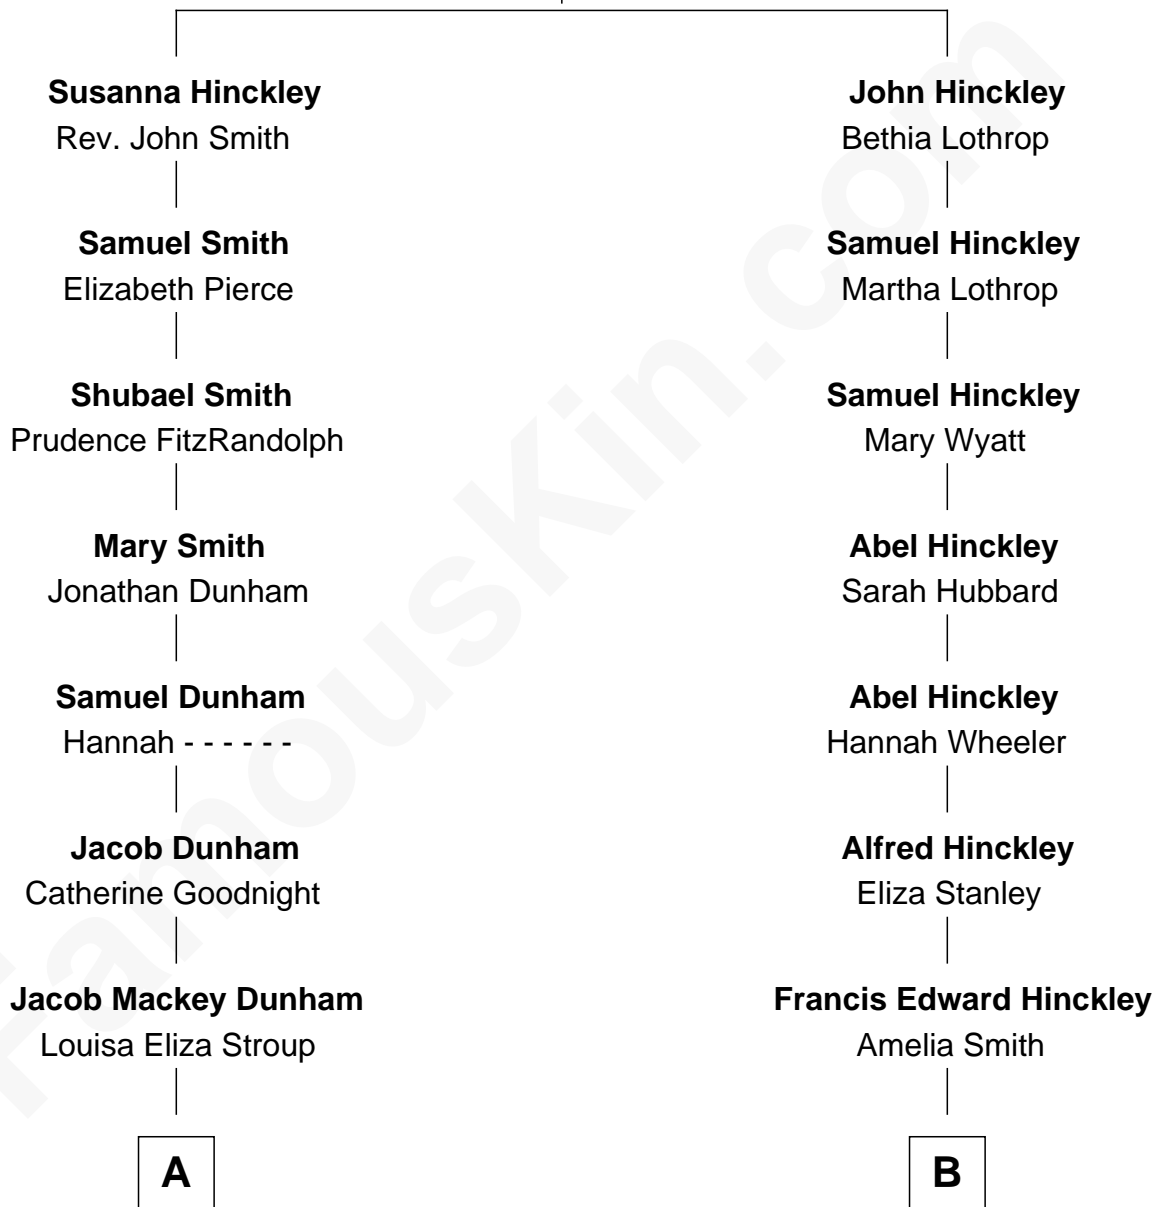 Susanna Hinckley
Rev. John Smith
Samuel Smith
Elizabeth Pierce
Shubael Smith
Prudence FitzRandolph
Mary Smith
Jonathan Dunham
Samuel Dunham
Hannah - - - - - -
Jacob Dunham
Catherine Goodnight
Jacob Mackey Dunham
Louisa Eliza Stroup
A
John Hinckley
Bethia Lothrop
Samuel Hinckley
Martha Lothrop
Samuel Hinckley
Mary Wyatt
Abel Hinckley
Sarah Hubbard
Abel Hinckley
Hannah Wheeler
Alfred Hinckley
Eliza Stanley
Francis Edward Hinckley
Amelia Smith
B
FamousKin.com